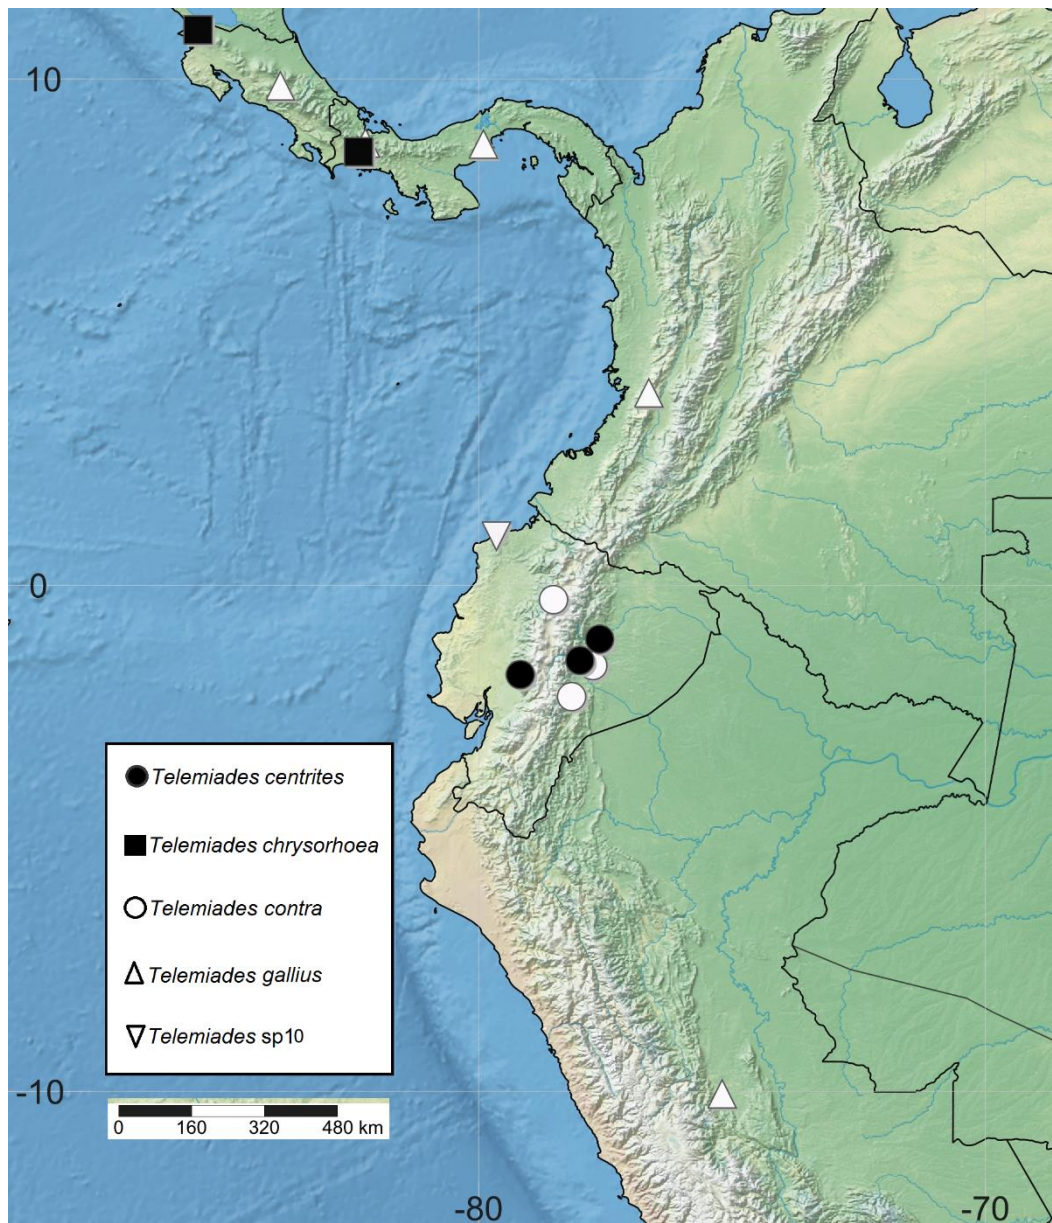 10
0
Telemiades centrites
Telemiades chrysorhoea
Telemiades contra
Telemiades gallius
Telemiades sp10
-10
0 160 320 480 km
-80 -70